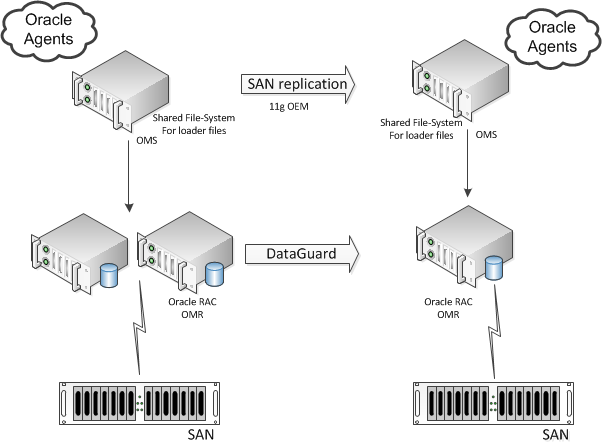 Oracle
Agents
Oracle
Agents
SAN replication
11g OEM
Shared File-System
For loader files
OMS
Shared File-System
For loader files
OMS
DataGuard
Oracle RAC
OMR
Oracle RAC
OMR
SAN
SAN